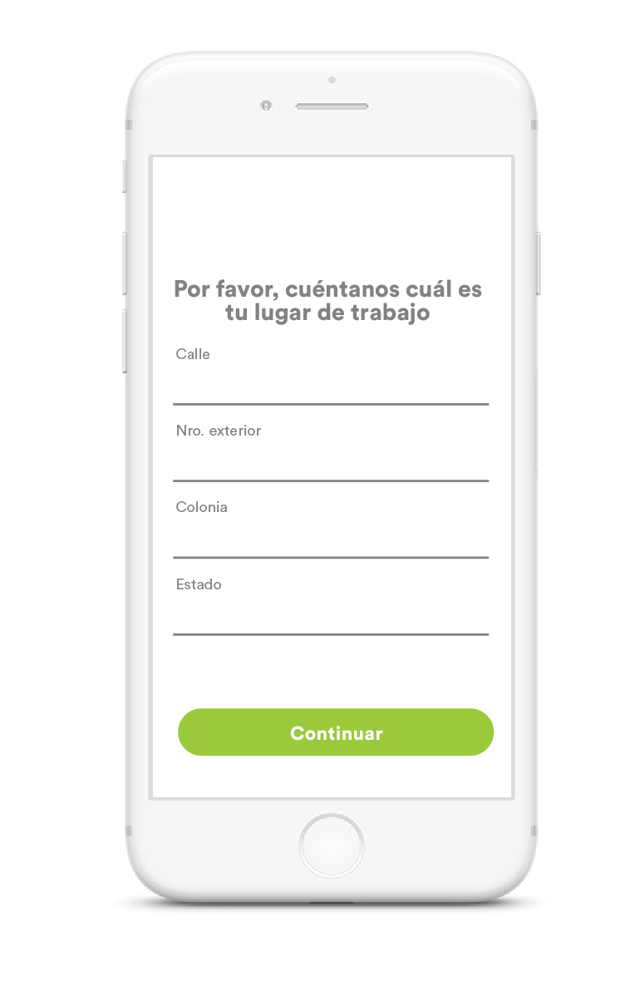 Por favor, cuéntanos cuál es
tu lugar de trabajo
Calle
Nro. exterior
Colonia
Estado
Continuar